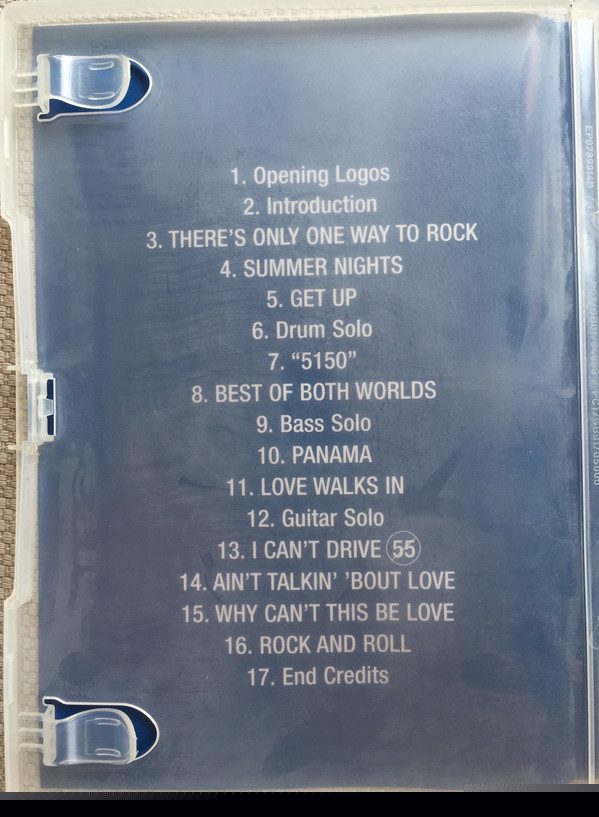 1. Opening Logos
2. Introduction
3. THERE'S ONLY ONE WAY TO ROCK
4. SUMMER NIGHTS
5. GET UP
6. Drum Solo
7. “5150”
8. BEST OF BOTH WORLDS
9. Bass Solo
10. PANAMA
11. LOVE WALKS IN
12. Guitar Solo
13. I CAN'T DRIVE 55
14. AIN'T TALKIN' 'BOUT LOVE
15. WHY CAN'T THIS BE LOVE
16. ROCK AND ROLL
17. End Credits